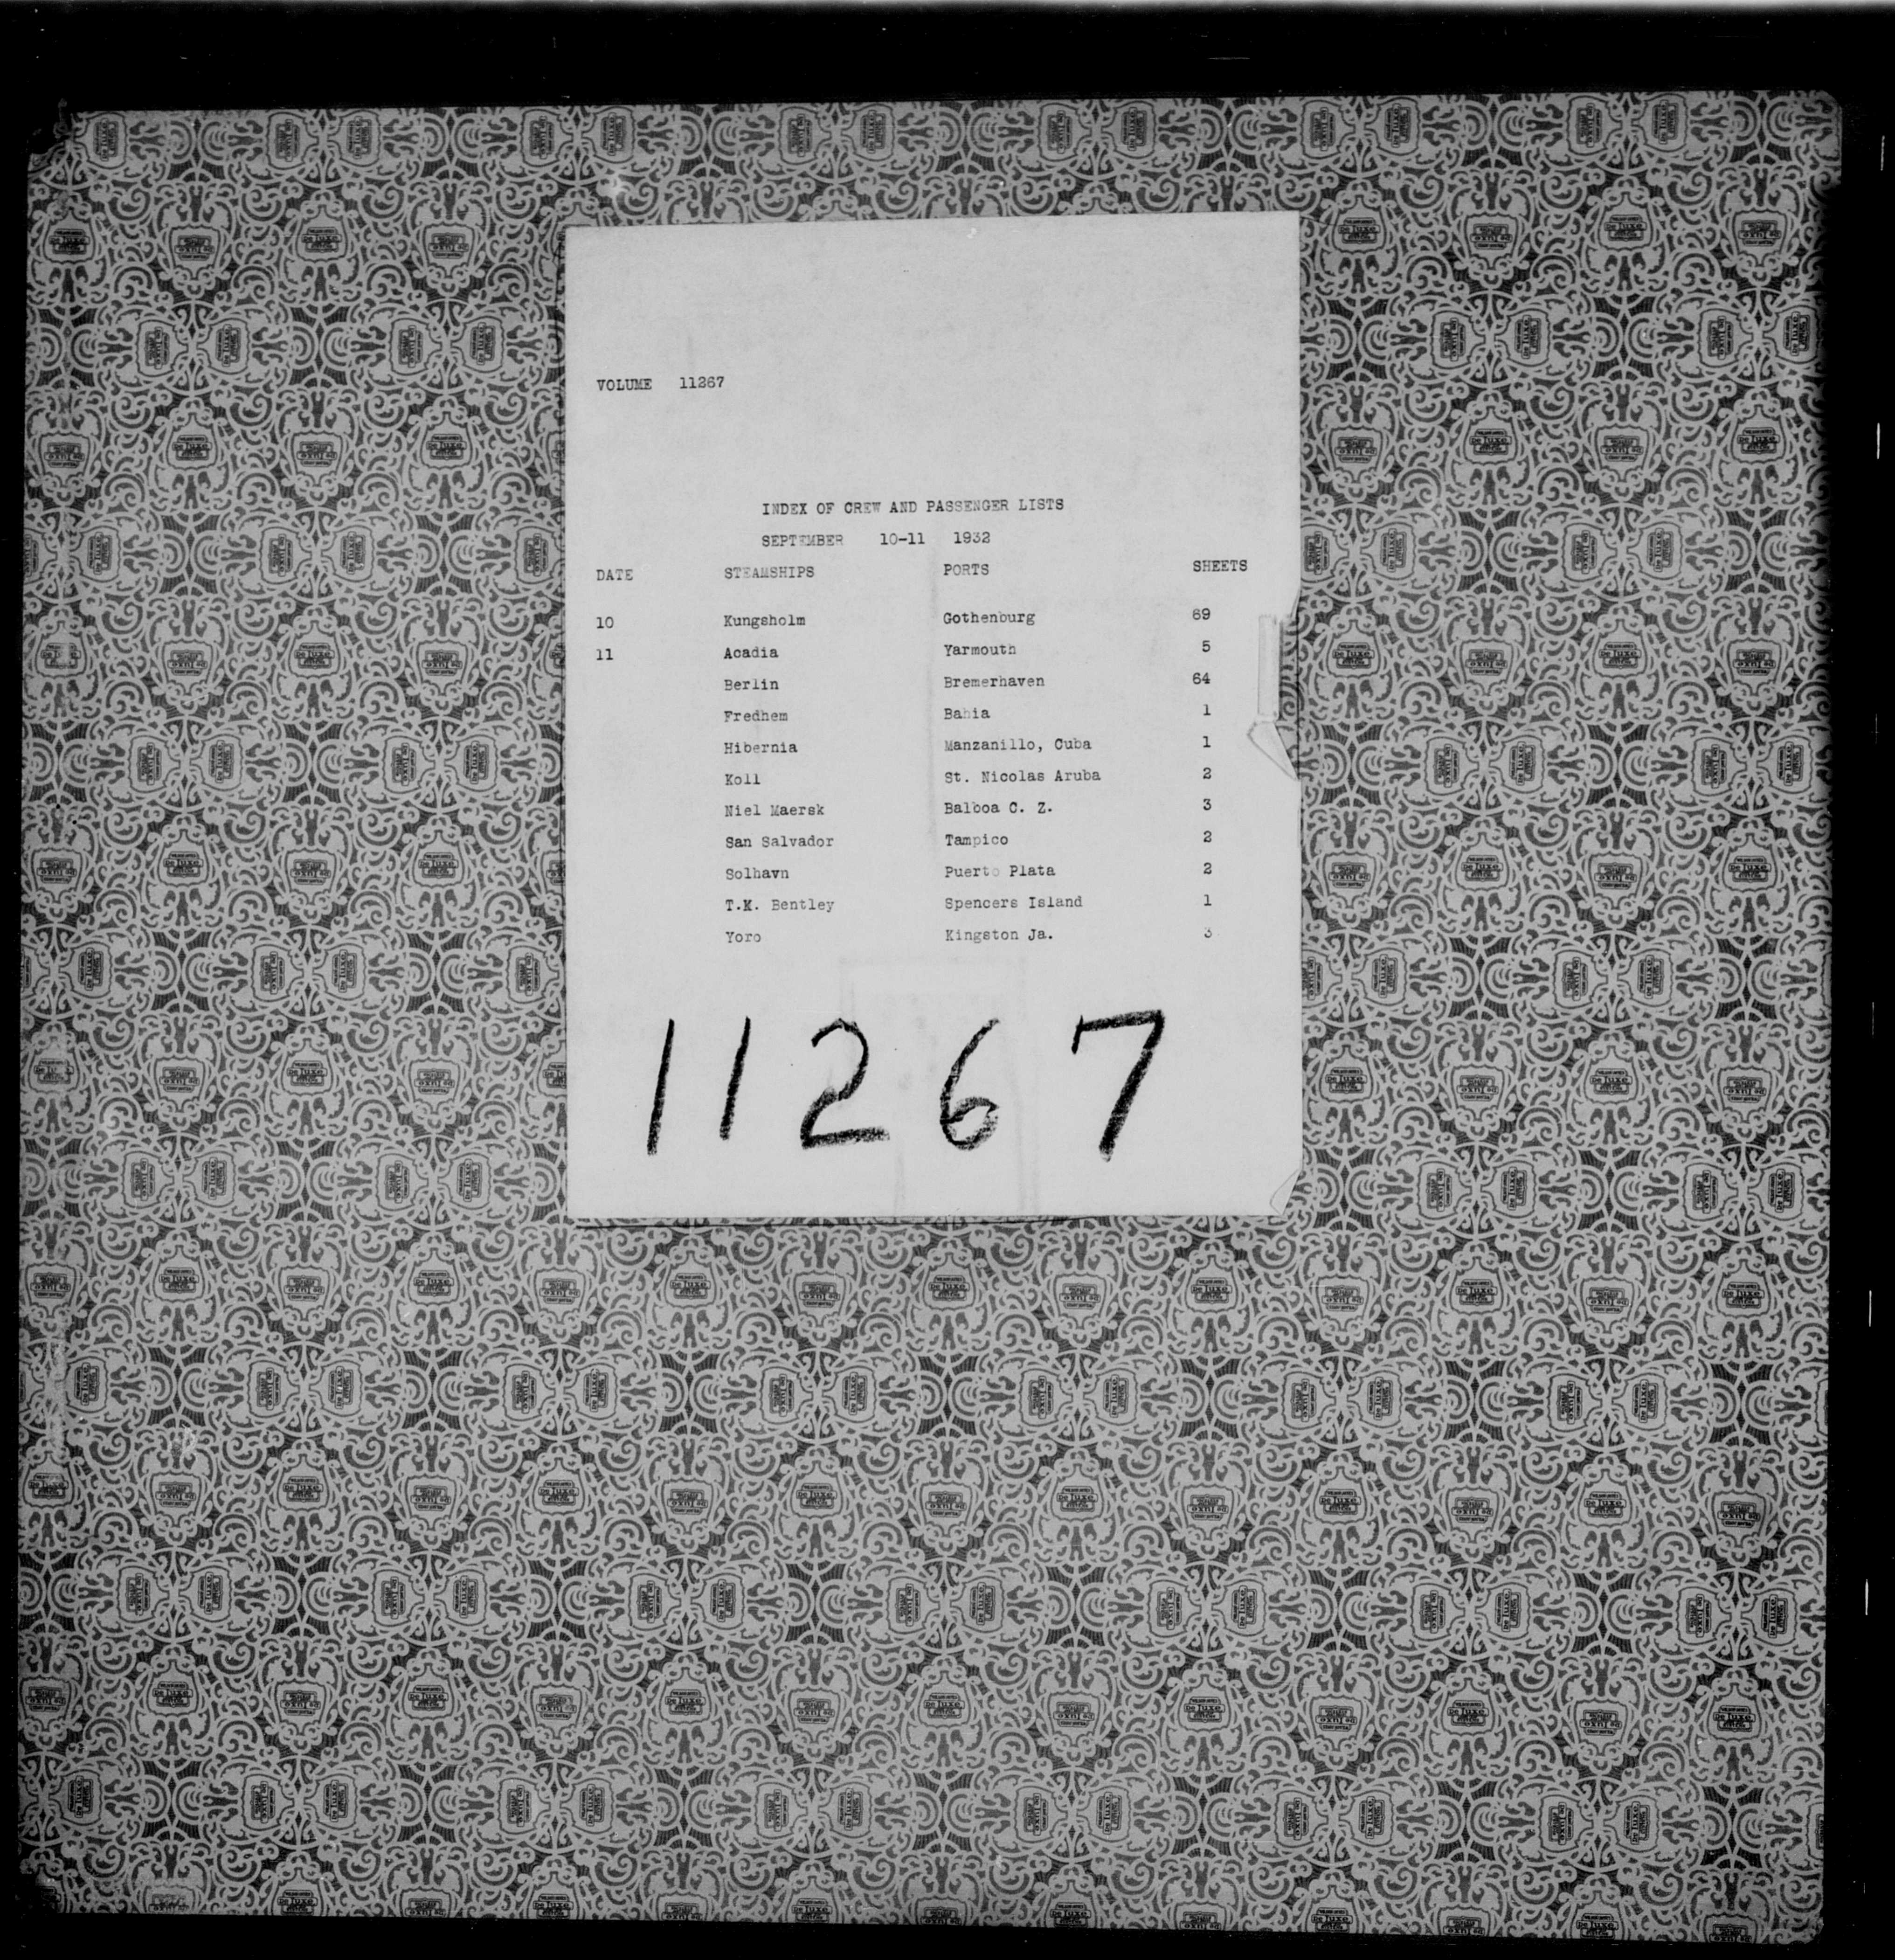 VOLUME 11267
INDEX OF CREW AND PASSENGER LISTS
SEPTEMBER 10-11 1932
DATE STEAMSHIPS PORTS SHEETS
10 Kungsholm Gothenburg 69
11 Acadia Yarmouth 5
Berlin Bremerhaven 64
Fredhem Bahia 1
Hibernia Manzanillo, Cuba 1
Koll St. Nicolas Aruba 2
Niel Maersk Balboa C. Z. 3
San Salvador Tampico 2
Solhavn Puerto Plata 2
T.K. Bentley Spencers Island 1
Yoro Kingston Ja. 3
11267